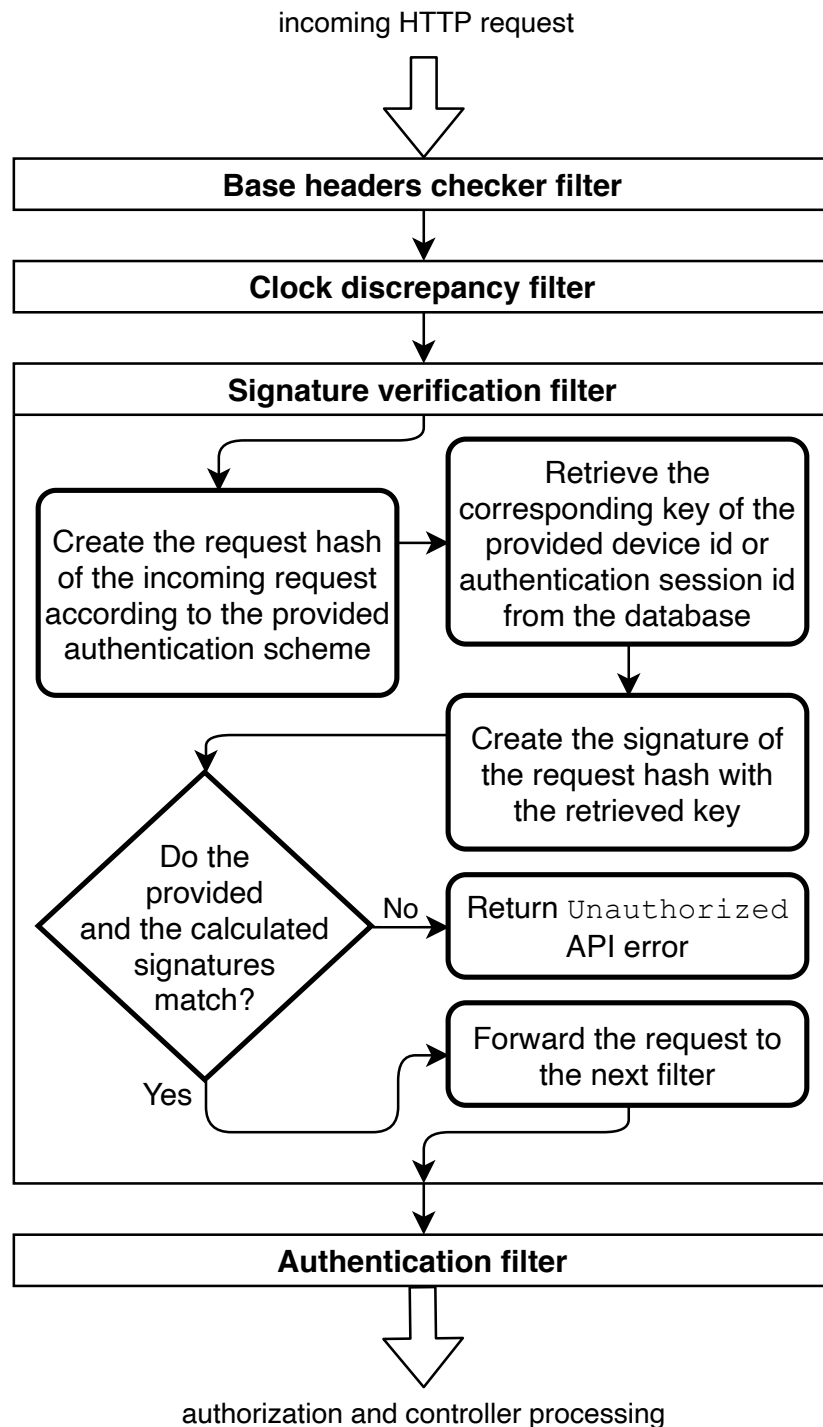 incoming HTTP request
Base headers checker filter
Clock discrepancy filter
Signature verification filter
Create the request hash
of the incoming request
according to the provided
authentication scheme
Retrieve the
corresponding key of the
provided device id or
authentication session id
from the database
Create the signature of
the request hash with
the retrieved key
Do the
provided
and the calculated
signatures
match?
No
Return Unauthorized
API error
Yes
Forward the request to
the next filter
Authentication filter
authorization and controller processing